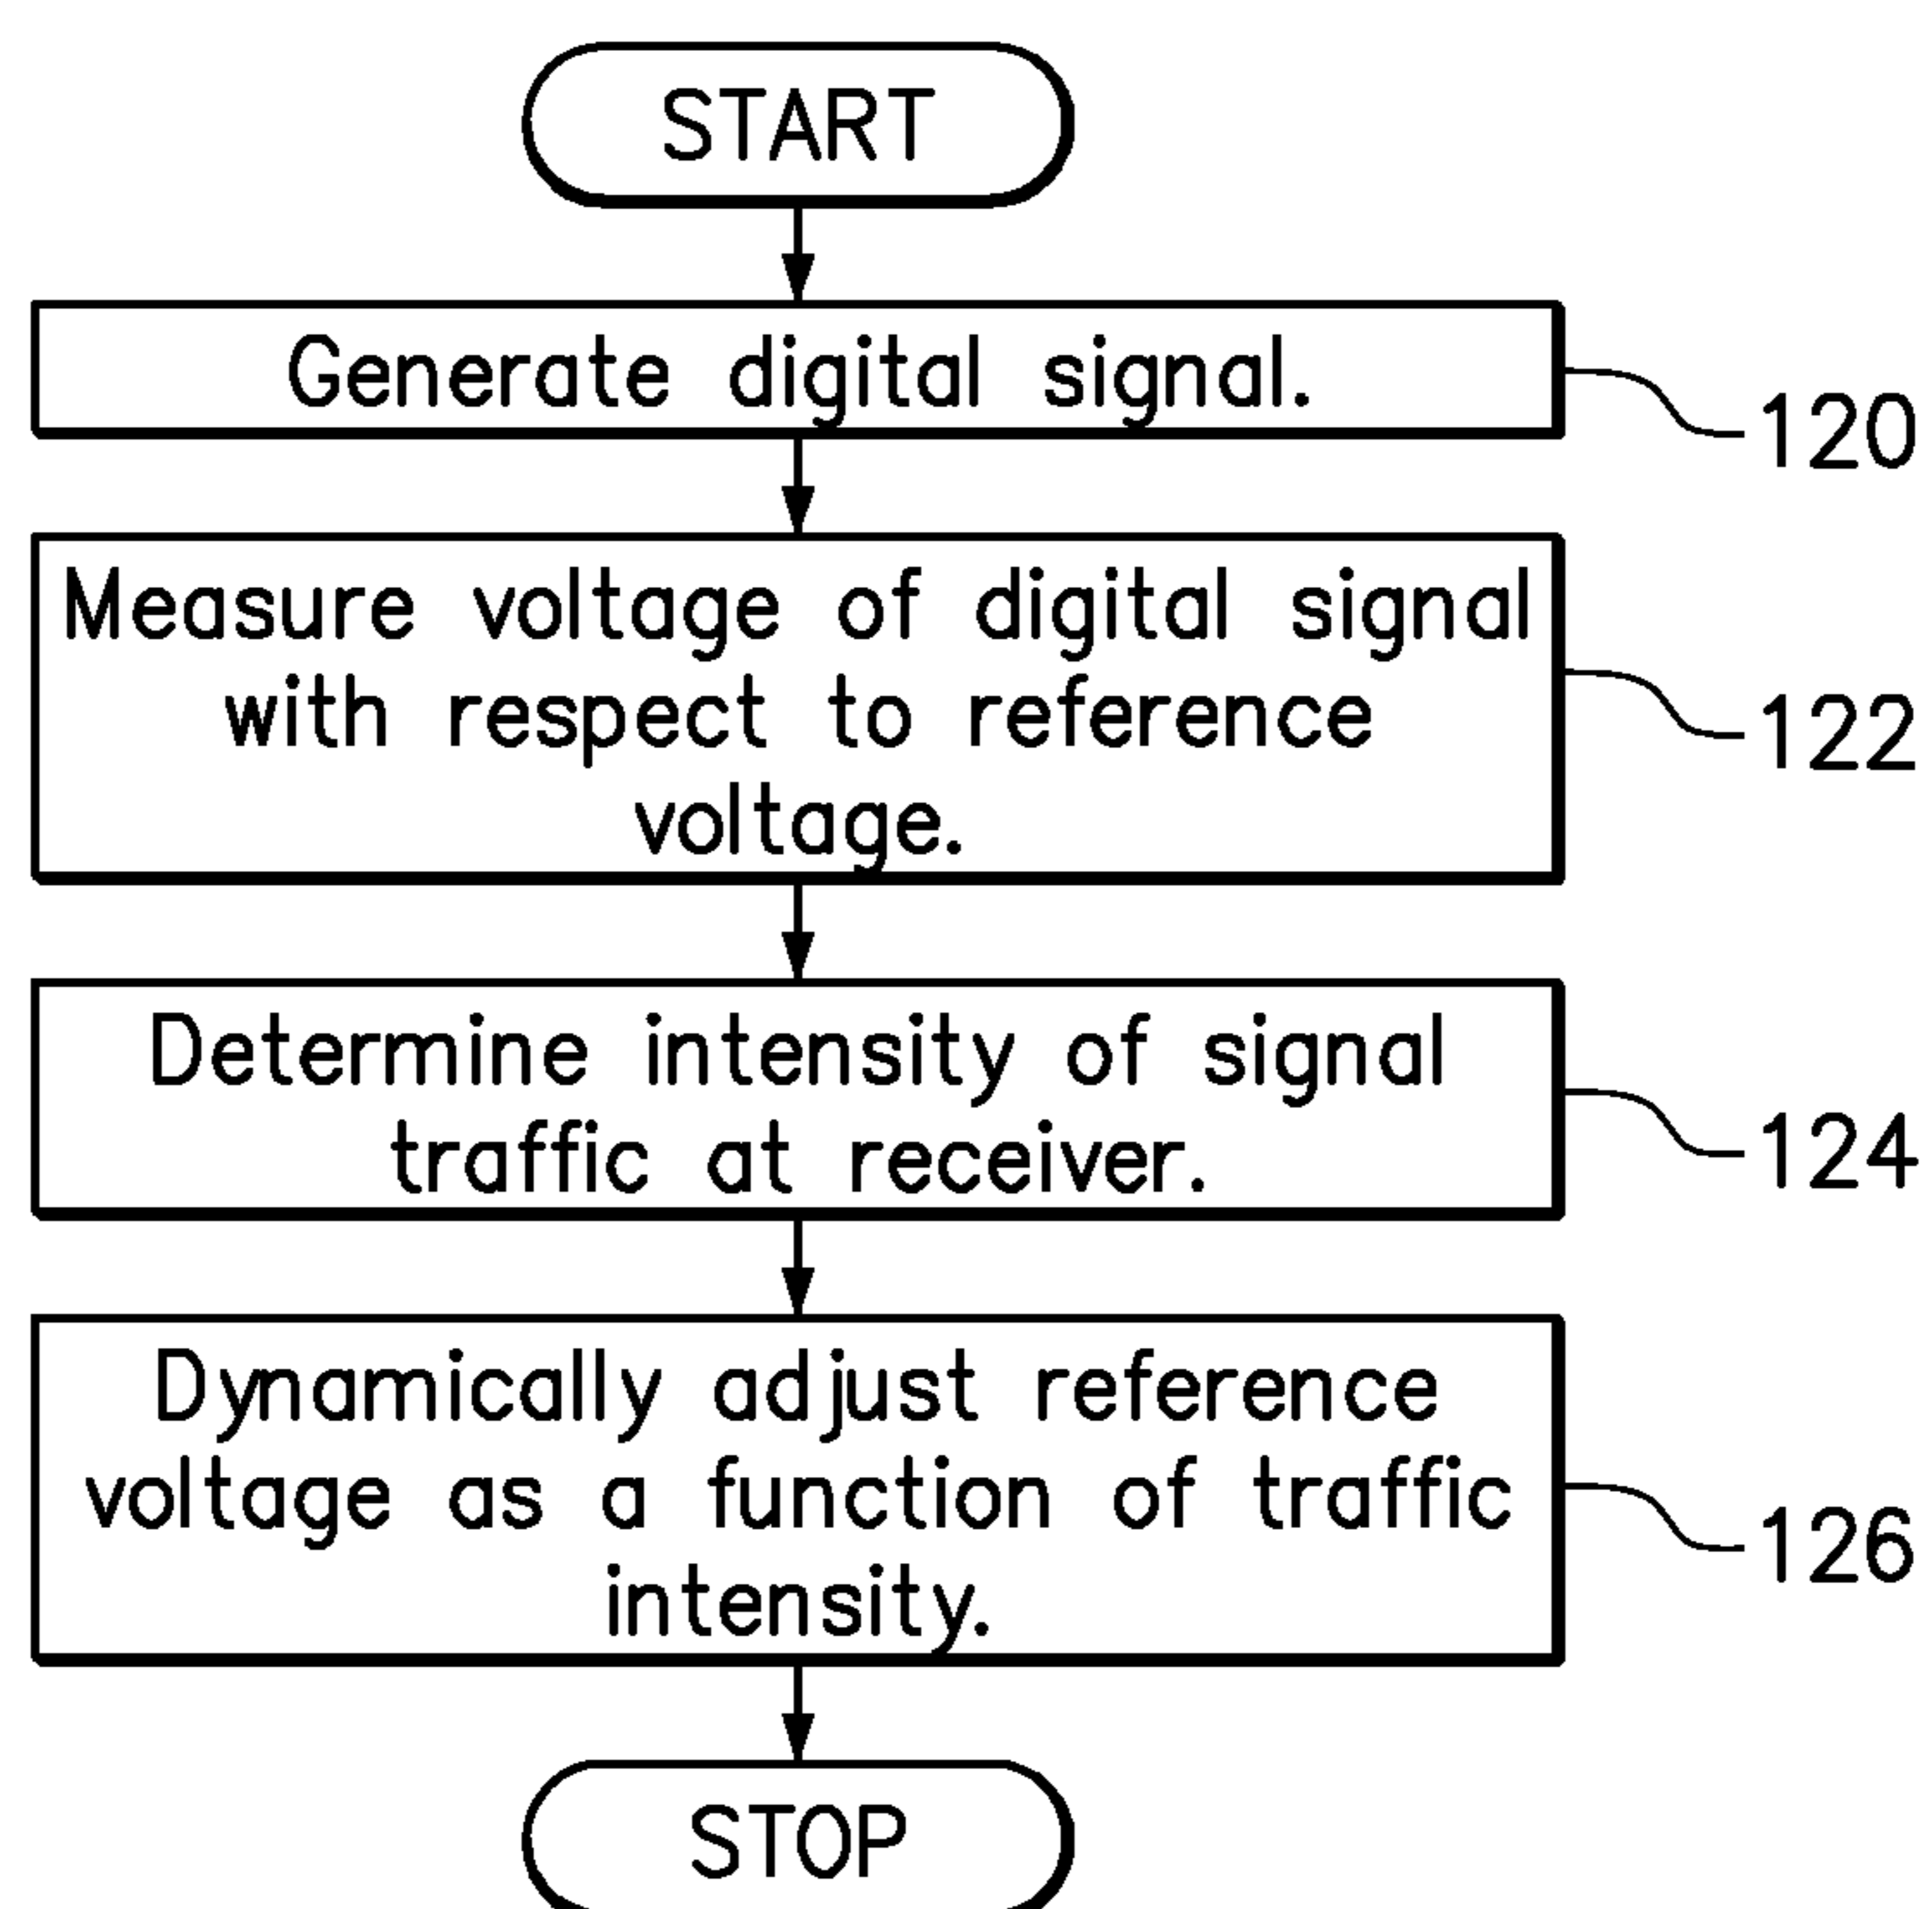 START
Generate digital signal.
120
Measure voltage of digital signal
with respect to reference
voltage.
122
Determine intensity of signal
traffic at receiver.
124
Dynamically adjust reference
voltage as a function of traffic
intensity.
126
STOP